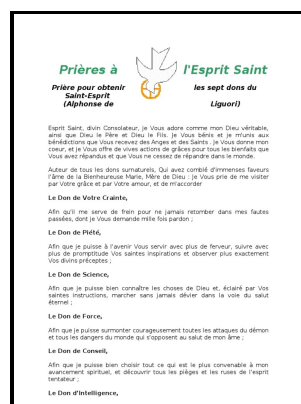 Prières à l'Esprit Saint
Prière pour obtenir les sept dons du
Saint-Esprit
(Alphonse de Liguori)
Esprit Saint, divin Consolateur, je Vous adore comme mon Dieu véritable,
ainsi que Dieu le Père et Dieu le Fils. Je Vous bénis et je m'unis aux
bénédictions que Vous recevez des Anges et des Saints. Je Vous donne mon
coeur, et je Vous offre de vives actions de grâces pour tous les bienfaits que
Vous avez répandus et que Vous ne cessez de répandre dans le monde.
Auteur de tous les dons surnaturels, Qui avez comblé d'immenses faveurs
l'âme de la Bienheureuse Marie, Mère de Dieu : je Vous prie de me visiter
par Votre grâce et par Votre amour, et de m'accorder
Le Don de Votre Crainte,
Afin qu'il me serve de frein pour ne jamais retomber dans mes fautes
passées, dont je Vous demande mille fois pardon ;
Le Don de Piété,
Afin que je puisse à l'avenir Vous servir avec plus de ferveur, suivre avec
plus de promptitude Vos saintes inspirations et observer plus exactement
Vos divins préceptes ;
Le Don de Science,
Afin que je puisse bien connaître les choses de Dieu et, éclairé par Vos
saintes instructions, marcher sans jamais dévier dans la voie du salut
éternel ;
Le Don de Force,
Afin que je puisse surmonter courageusement toutes les attaques du démon
et tous les dangers du monde qui s'opposent au salut de mon âme ;
Le Don de Conseil,
Afin que je puisse bien choisir tout ce qui est le plus convenable à mon
avancement spirituel, et découvrir tous les pièges et les ruses de l'esprit
tentateur ;
Le Don d'Intelligence,